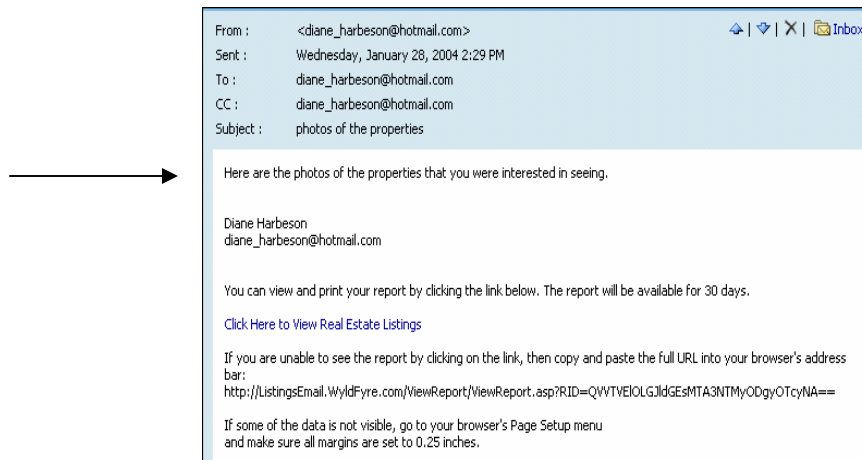 From : <diane_harbeson@hotmail.com> | | X | Inbox
Sent : Wednesday, January 28, 2004 2:29 PM
To : diane_harbeson@hotmail.com
CC : diane_harbeson@hotmail.com
Subject : photos of the properties
Here are the photos of the properties that you were interested in seeing.
Diane Harbeson
diane_harbeson@hotmail.com
You can view and print your report by clicking the link below. The report will be available for 30 days.
Click Here to View Real Estate Listings
If you are unable to see the report by clicking on the link, then copy and paste the full URL into your browser's address
bar:
http://ListingsEmail.WyldFyre.com/ViewReport/ViewReport.asp?RID=QVVTVElOLGJldGEsMTA3NTMyODgyOTcyNA==
If some of the data is not visible, go to your browser's Page Setup menu
and make sure all margins are set to 0.25 inches.